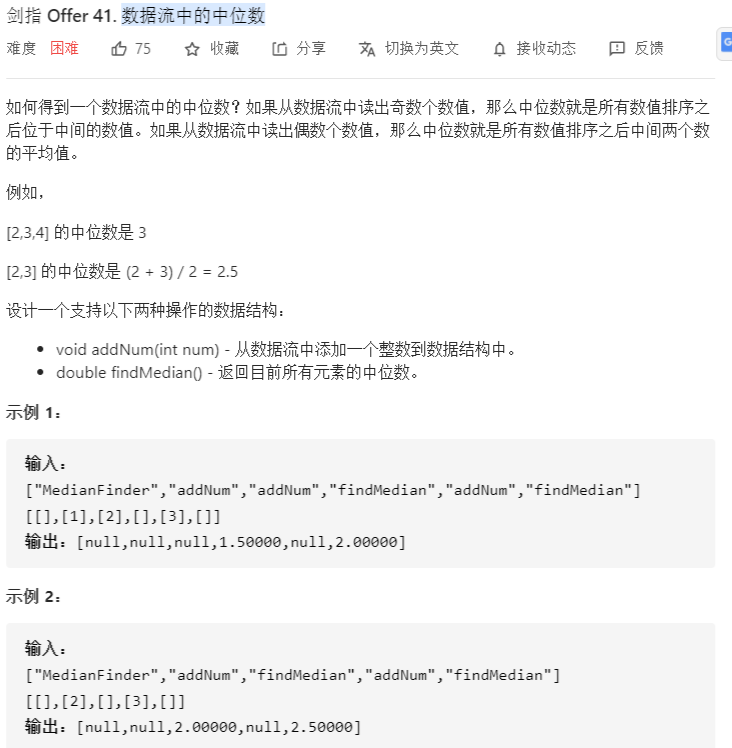 剑指 Offer 41. 数据流中的中位数
难度 困难 75 收藏 分享 切换为英文 接收动态 反馈
如何得到一个数据流中的中位数？如果从数据流中读出奇数个数值，那么中位数就是所有数值排序之
后位于中间的数值。如果从数据流中读出偶数个数值，那么中位数就是所有数值排序之后中间两个数
的平均值。
例如，
[2,3,4] 的中位数是 3
[2,3] 的中位数是 (2 + 3) / 2 = 2.5
设计一个支持以下两种操作的数据结构：
• void addNum(int num) - 从数据流中添加一个整数到数据结构中。
• double findMedian() - 返回目前所有元素的中位数。
示例 1：
输入：
["MedianFinder","addNum","addNum","findMedian","addNum","findMedian"]
[[],[1],[2],[],[3],[]]
输出：[null,null,null,1.50000,null,2.00000]
示例 2：
输入：
["MedianFinder","addNum","findMedian","addNum","findMedian"]
[[],[2],[],[3],[]]
输出：[null,null,2.00000,null,2.50000]